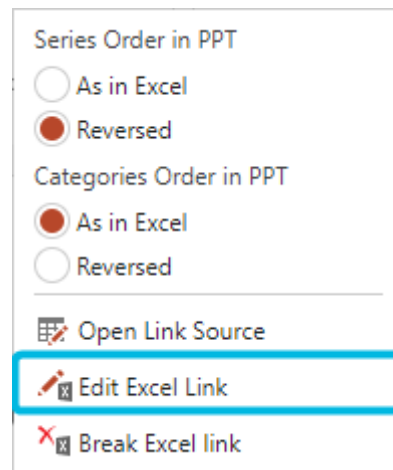 Series Order in PPT
As in Excel
Reversed
Categories Order in PPT
As in Excel
Reversed
Open Link Source
Edit Excel Link
Break Excel link